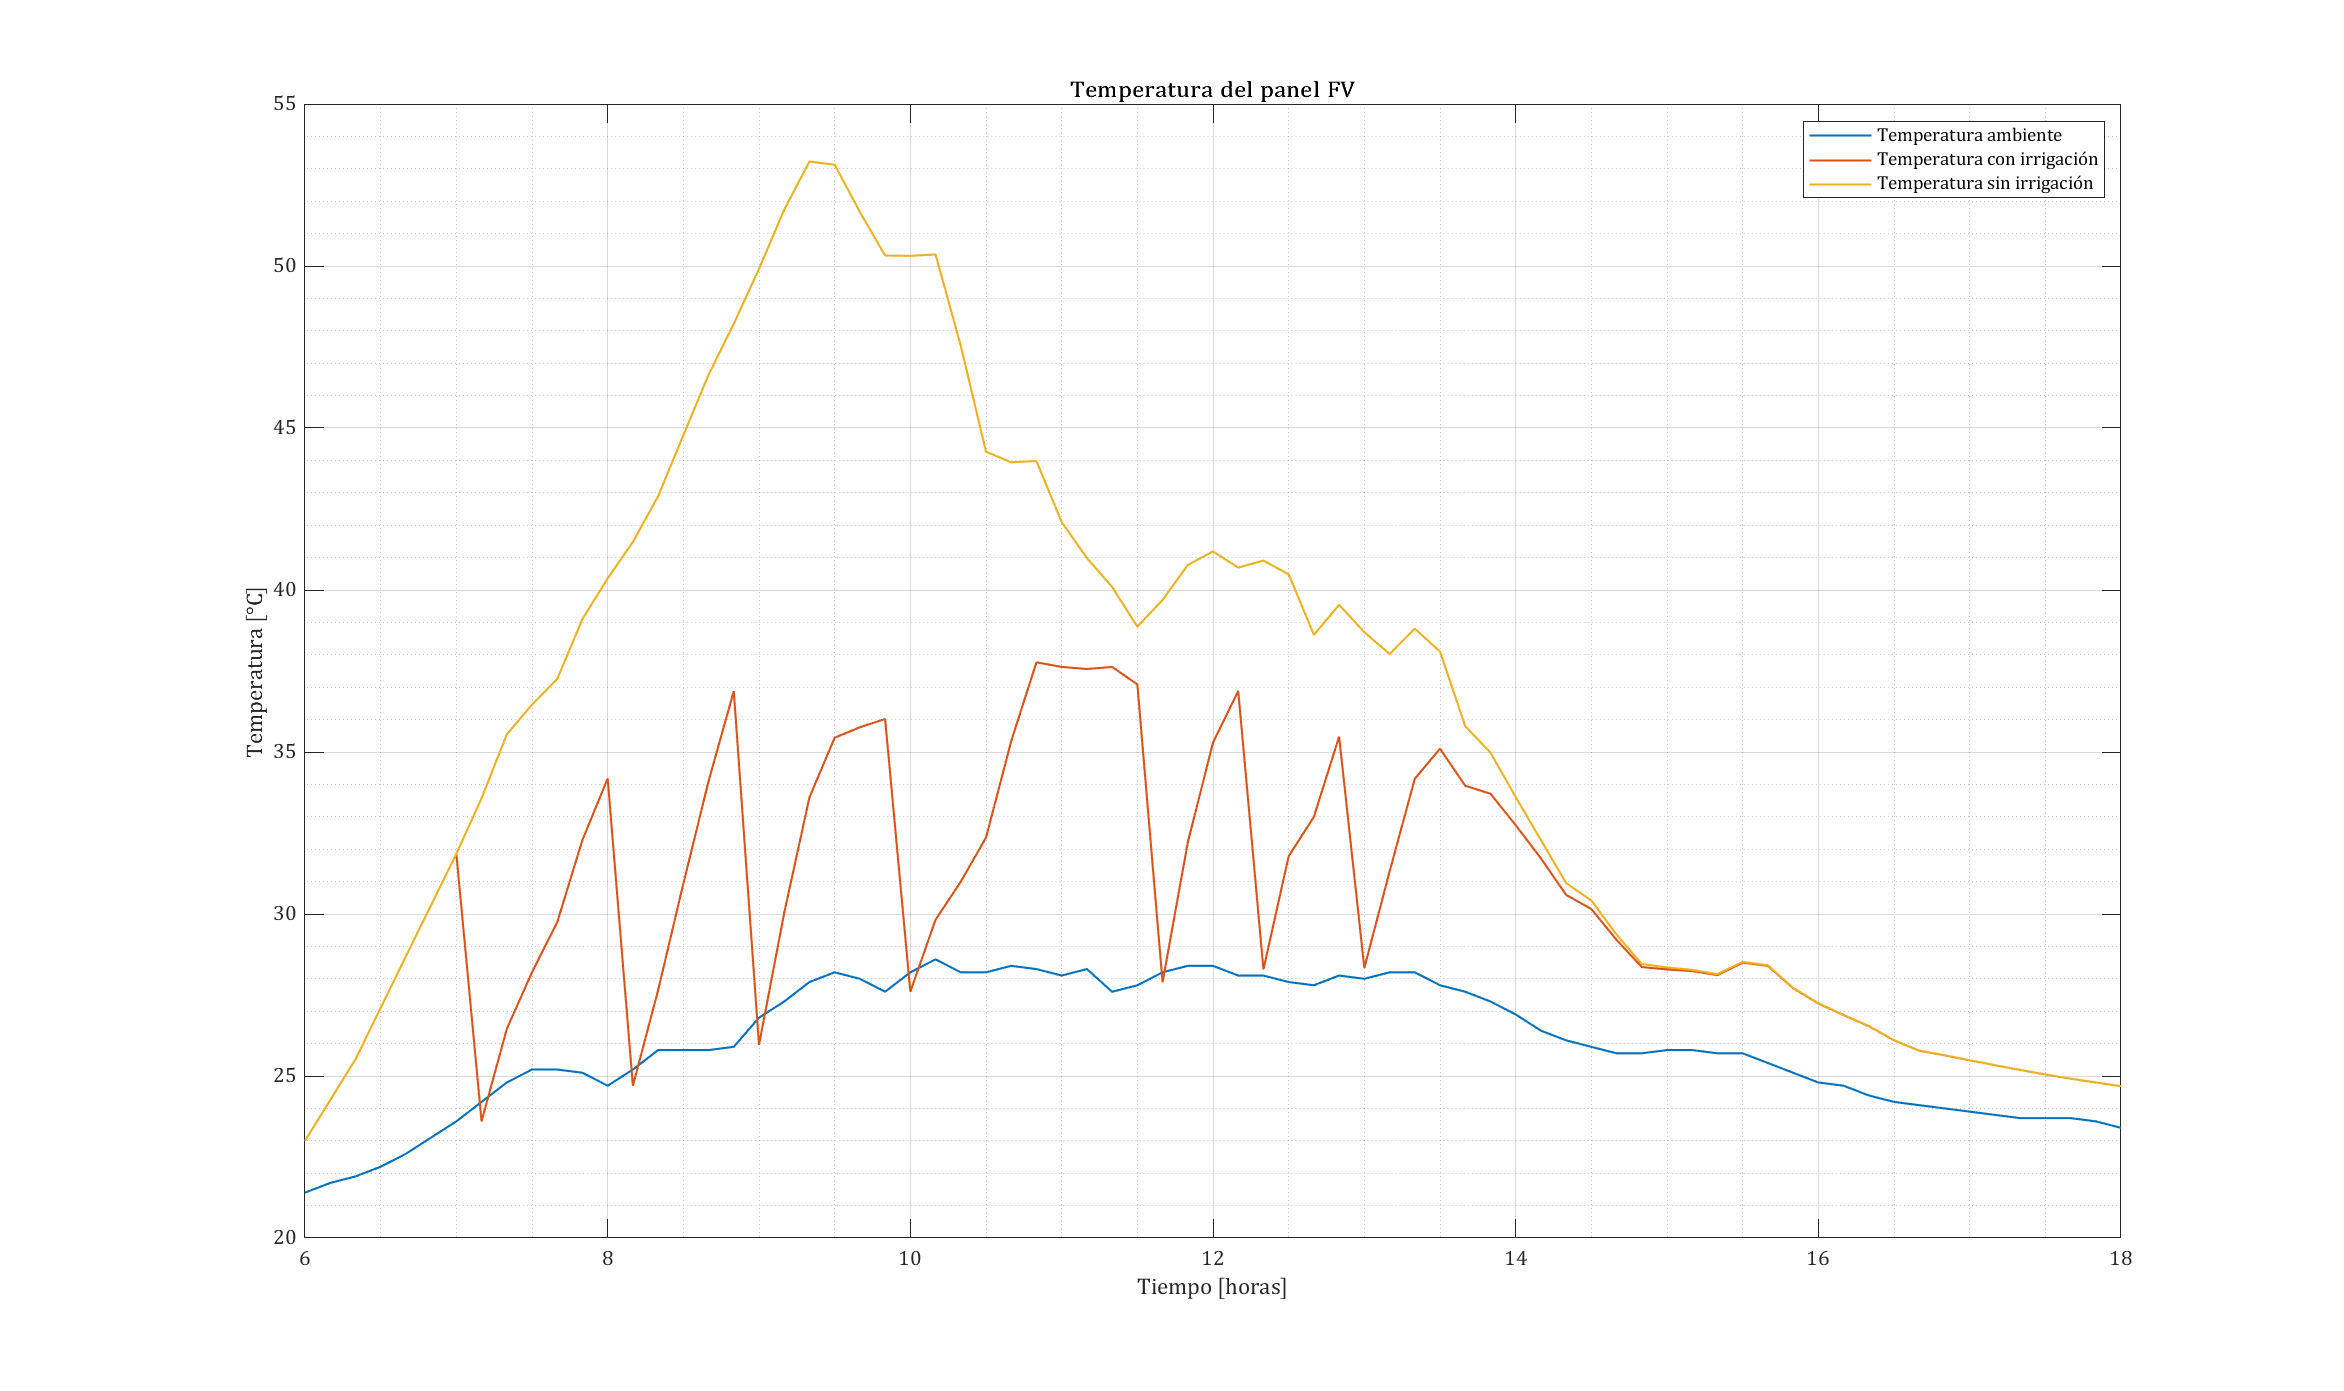 Temperatura del panel FV
Temperatura ambiente
Temperatura con irrigación
Temperatura sin irrigación
55
50
45
40
35
30
25
20
Temperatura [°C]
6 8 10 12 14 16 18
Tiempo [horas]